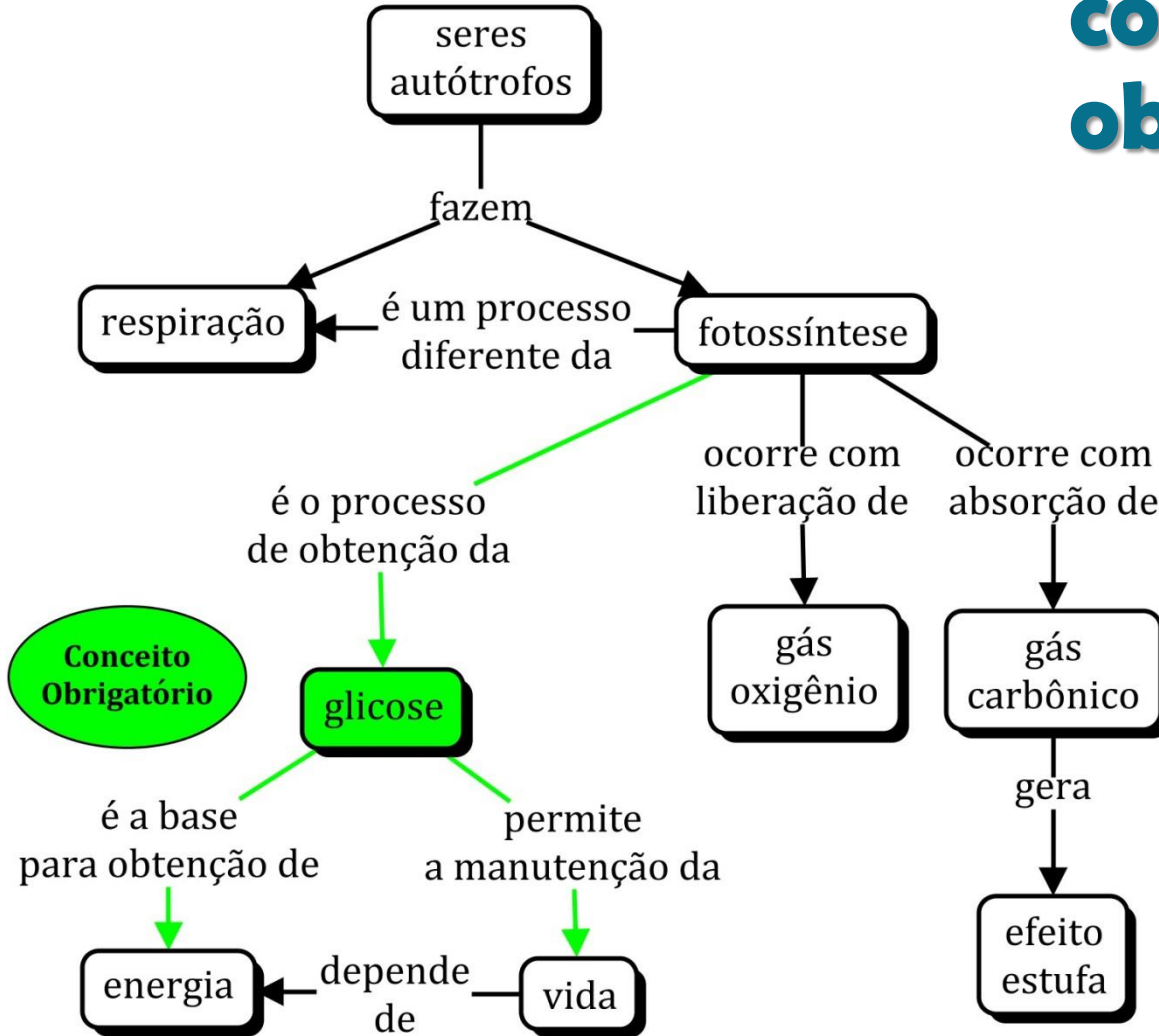 co
ob
seres
autótrofos
fazem
respiração
é um processo
diferente da
fotossíntese
ocorre com
liberação de
ocorre com
absorção de
é o processo
de obtenção da
Conceito
Obrigatório
glicose
gás
oxigênio
gás
carbônico
gera
é a base
para obtenção de
permite
a manutenção da
energia
depende
de
vida
efeito
estufa